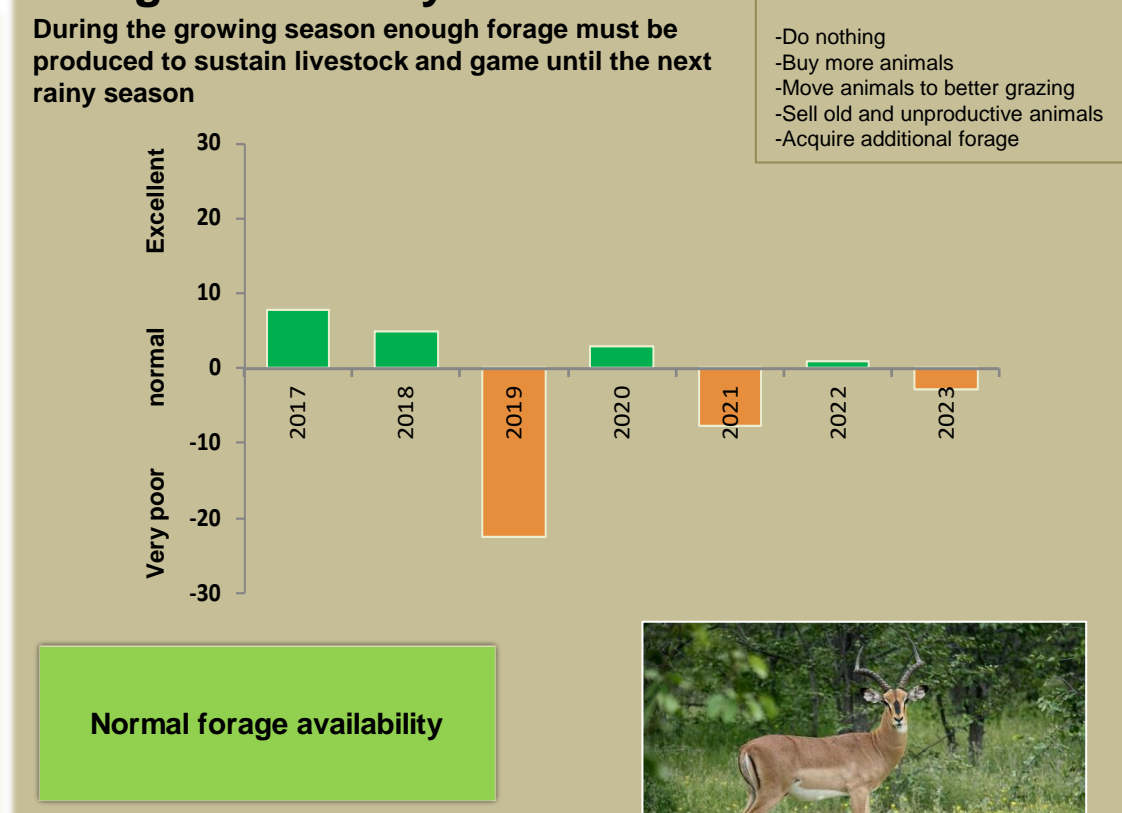 During the growing season enough forage must be
produced to sustain livestock and game until the next
rainy season
-Do nothing
-Buy more animals
-Move animals to better grazing
-Sell old and unproductive animals
-Acquire additional forage
Excellent
normal
Very poor
30
20
10
0
-10
-20
-30
2017
2018
2019
2020
2021
2022
2023
Normal forage availability